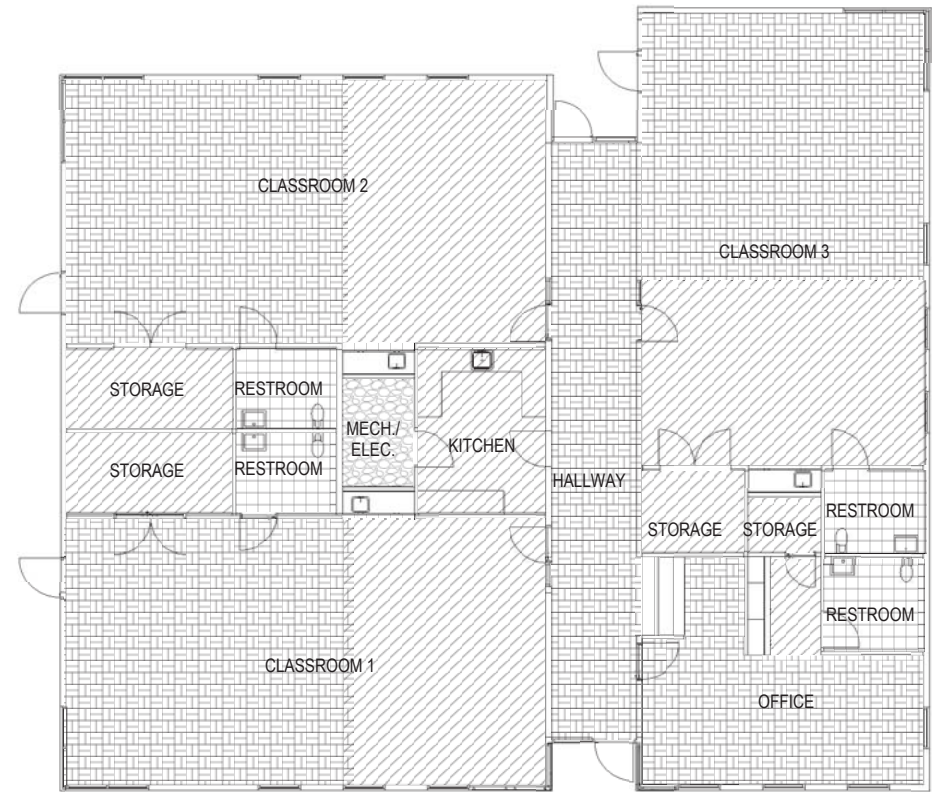 CLASSROOM 2
CLASSROOM 3
STORAGE
RESTROOM
MECH./
ELEC.
KITCHEN
STORAGE
RESTROOM
HALLWAY
STORAGE
STORAGE
RESTROOM
RESTROOM
CLASSROOM 1
OFFICE